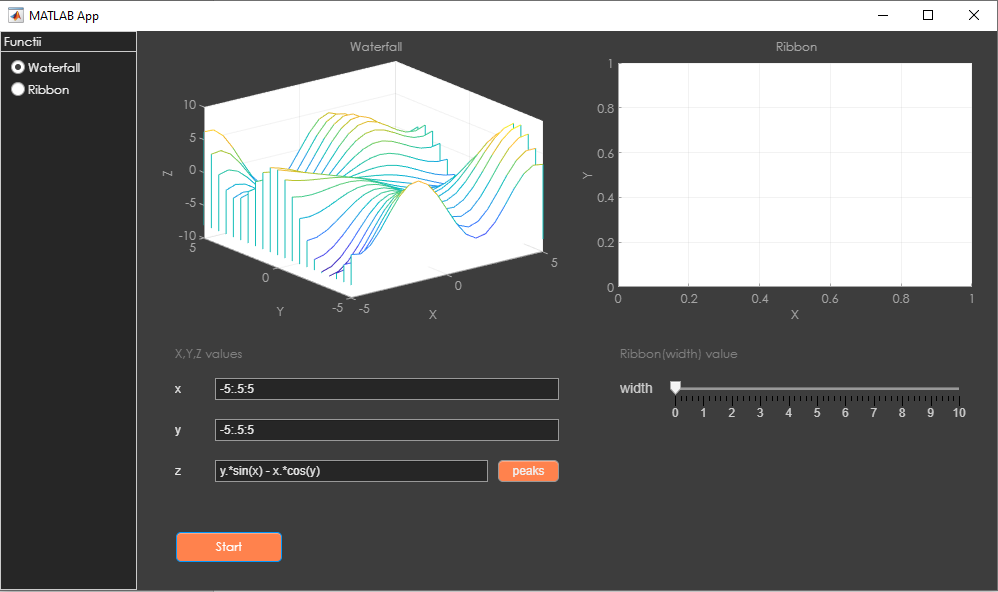 MATLAB App
Functii
Waterfall
Ribbon
Waterfall
10
5
0
-5
-10
Z
5
0
-5
Y
-5
0
5
X
Ribbon
1
0.8
0.6
0.4
0.2
0
Y
0
0.2
0.4
0.6
0.8
1
X
X,Y,Z values
x
-5:.5:5
y
-5:.5:5
z
y.*sin(x) - x.*cos(y)
peaks
Start
Ribbon(width) value
width
0 1 2 3 4 5 6 7 8 9 10